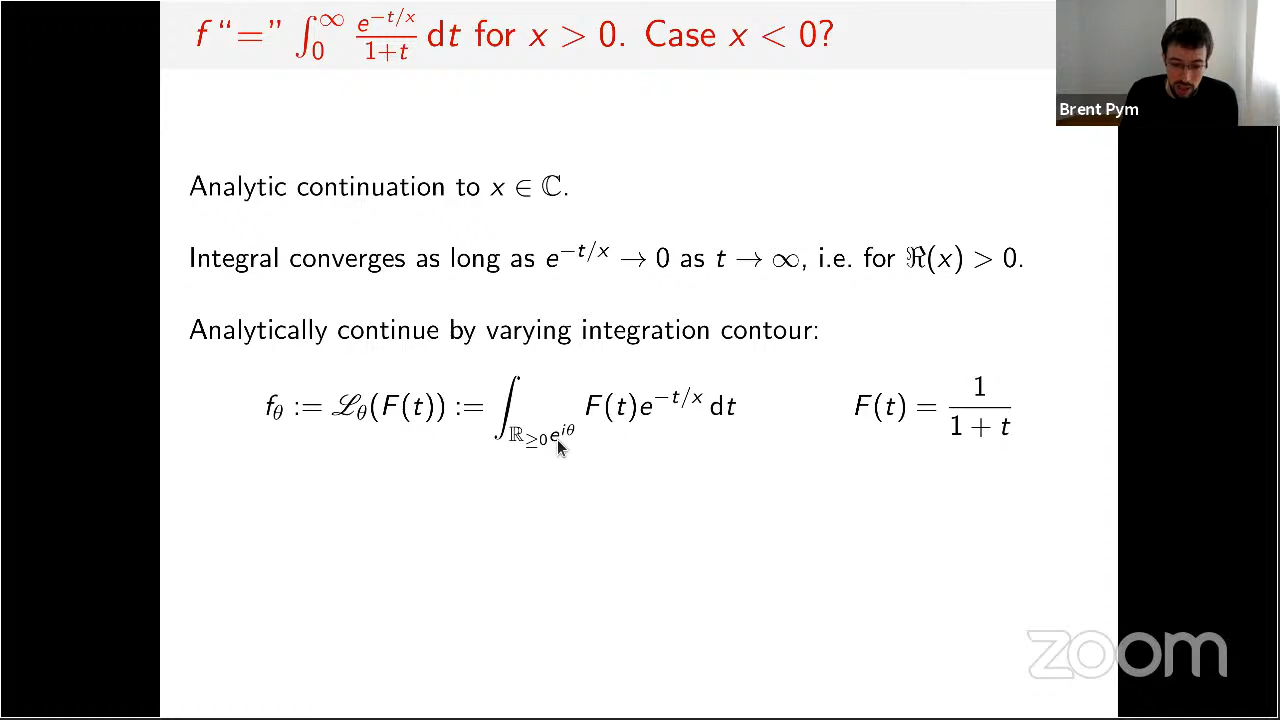 f “=” ∫₀^∞ e^{−t/x}/(1+t) dt for x > 0. Case x < 0?
Brent Pym
Analytic continuation to x ∈ ℂ.
Integral converges as long as e^{−t/x} → 0 as t → ∞, i.e. for ℜ(x) > 0.
Analytically continue by varying integration contour:
f_θ := ℒ_θ(F(t)) := ∫_{ℝ_{≥0}e^{iθ}} F(t)e^{−t/x} dt F(t) = 1/(1 + t)
zoom